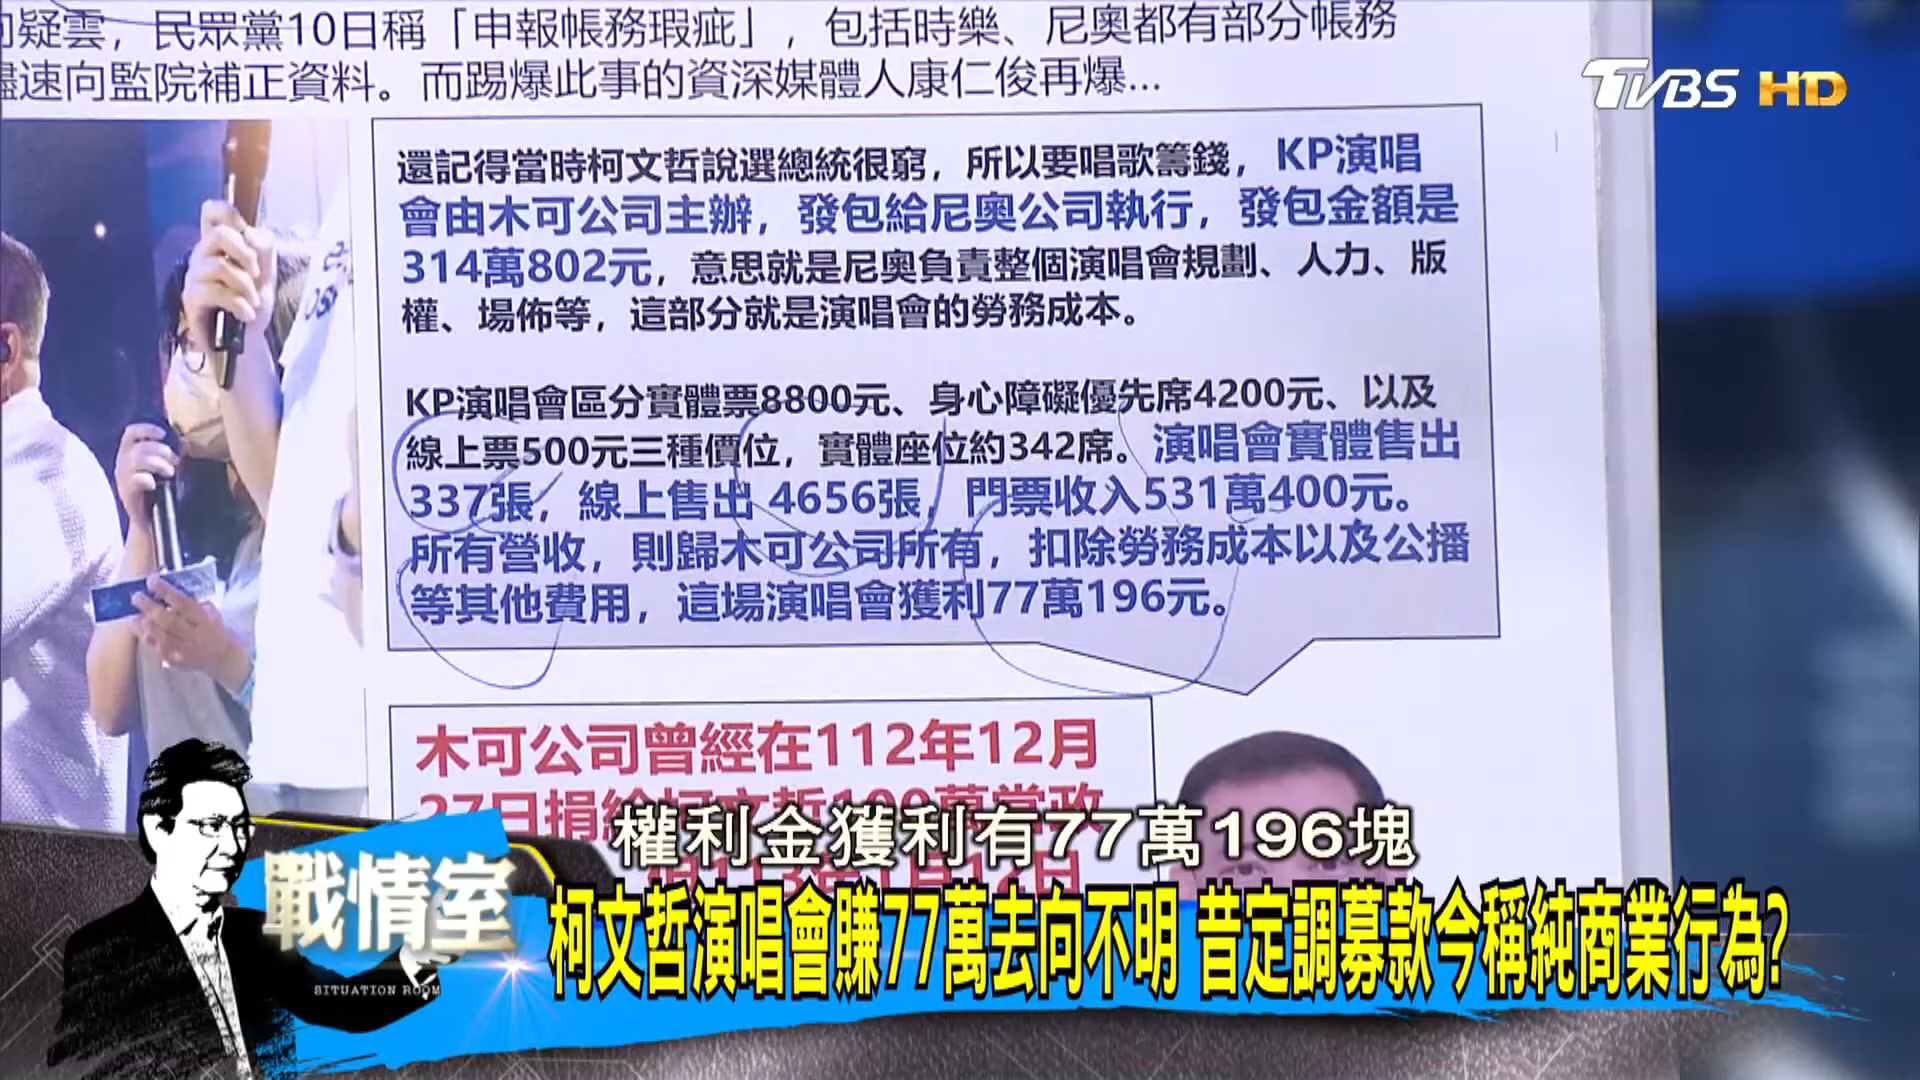 疑雲，民眾黨10日稱「申報帳務瑕疵」，包括時樂、尼奧都有部分帳務
儘速向監院補正資料。而踢爆此事的資深媒體人康仁俊再爆...
TVBS HD
還記得當時柯文哲說選總統很窮，所以要唱歌籌錢，KP演唱
會由木可公司主辦，發包給尼奧公司執行，發包金額是
314萬802元，意思就是尼奧負責整個演唱會規劃、人力、版
權、場佈等，這部分就是演唱會的勞務成本。
KP演唱會區分實體票8800元、身心障礙優先席4200元、以及
線上票500元三種價位，實體座位約342席。演唱會實體售出
337張，線上售出 4656張，門票收入531萬400元。
所有營收，則歸木可公司所有，扣除勞務成本以及公播
等其他費用，這場演唱會獲利77萬196元。
木可公司曾經在112年12月
27日捐給柯文哲100萬當政
權利金獲利有77萬196塊
戰情室
SITUATION ROOM
柯文哲演唱會賺77萬去向不明 昔定調募款今稱純商業行為?